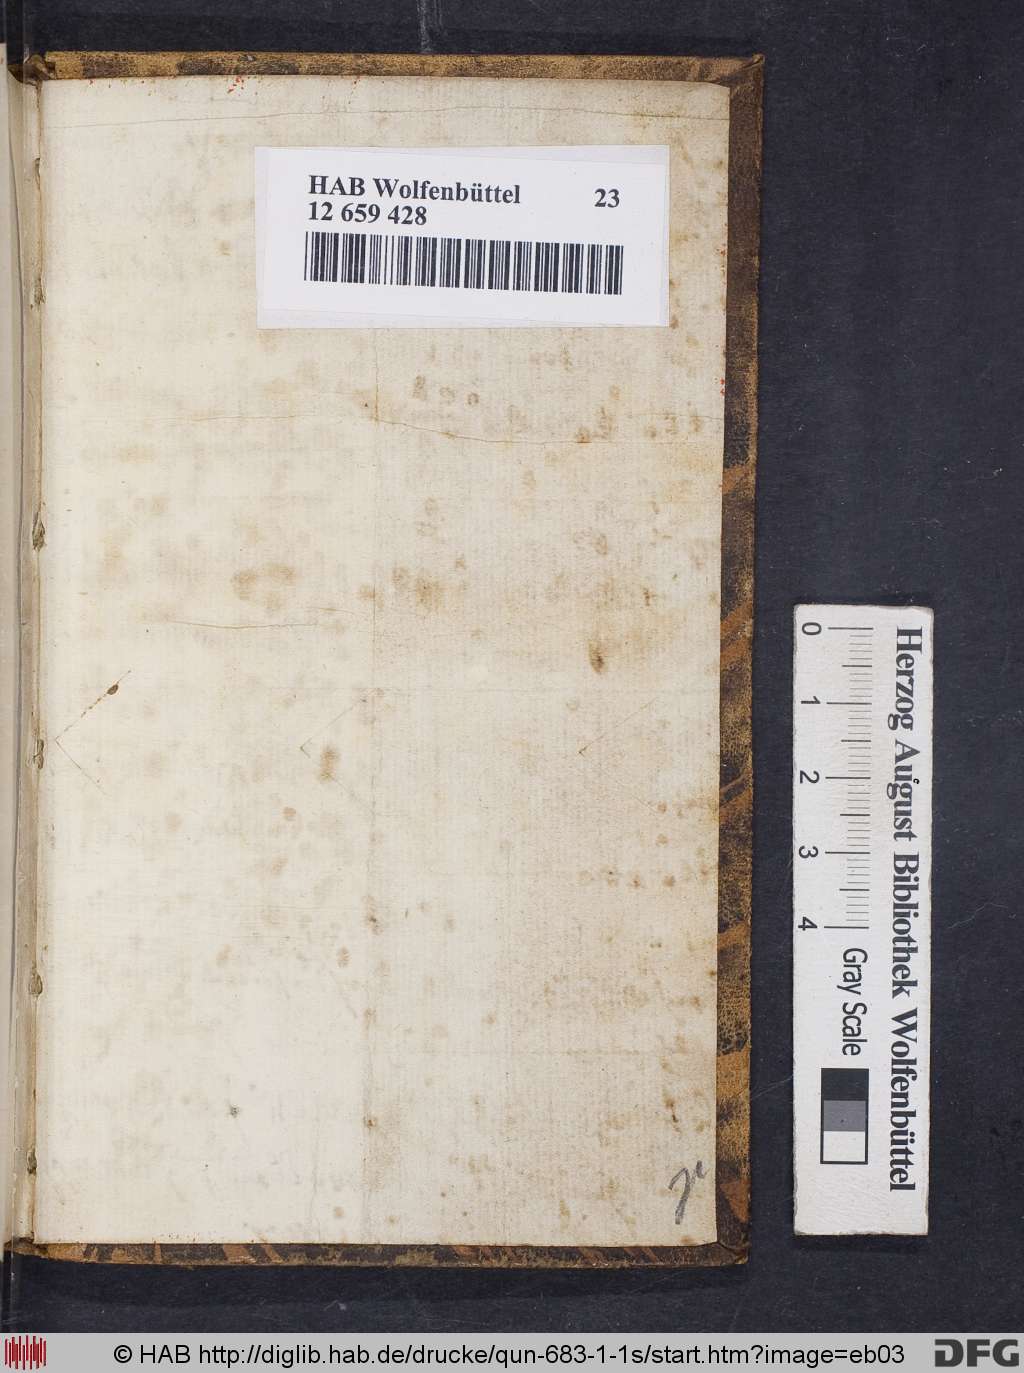 HAB Wolfenbüttel 23
12 659 428
Herzog August Bibliothek Wolfenbüttel
0 1 2 3 4
Gray Scale
© HAB http://diglib.hab.de/drucke/qun-683-1-1s/start.htm?image=eb03
DFG